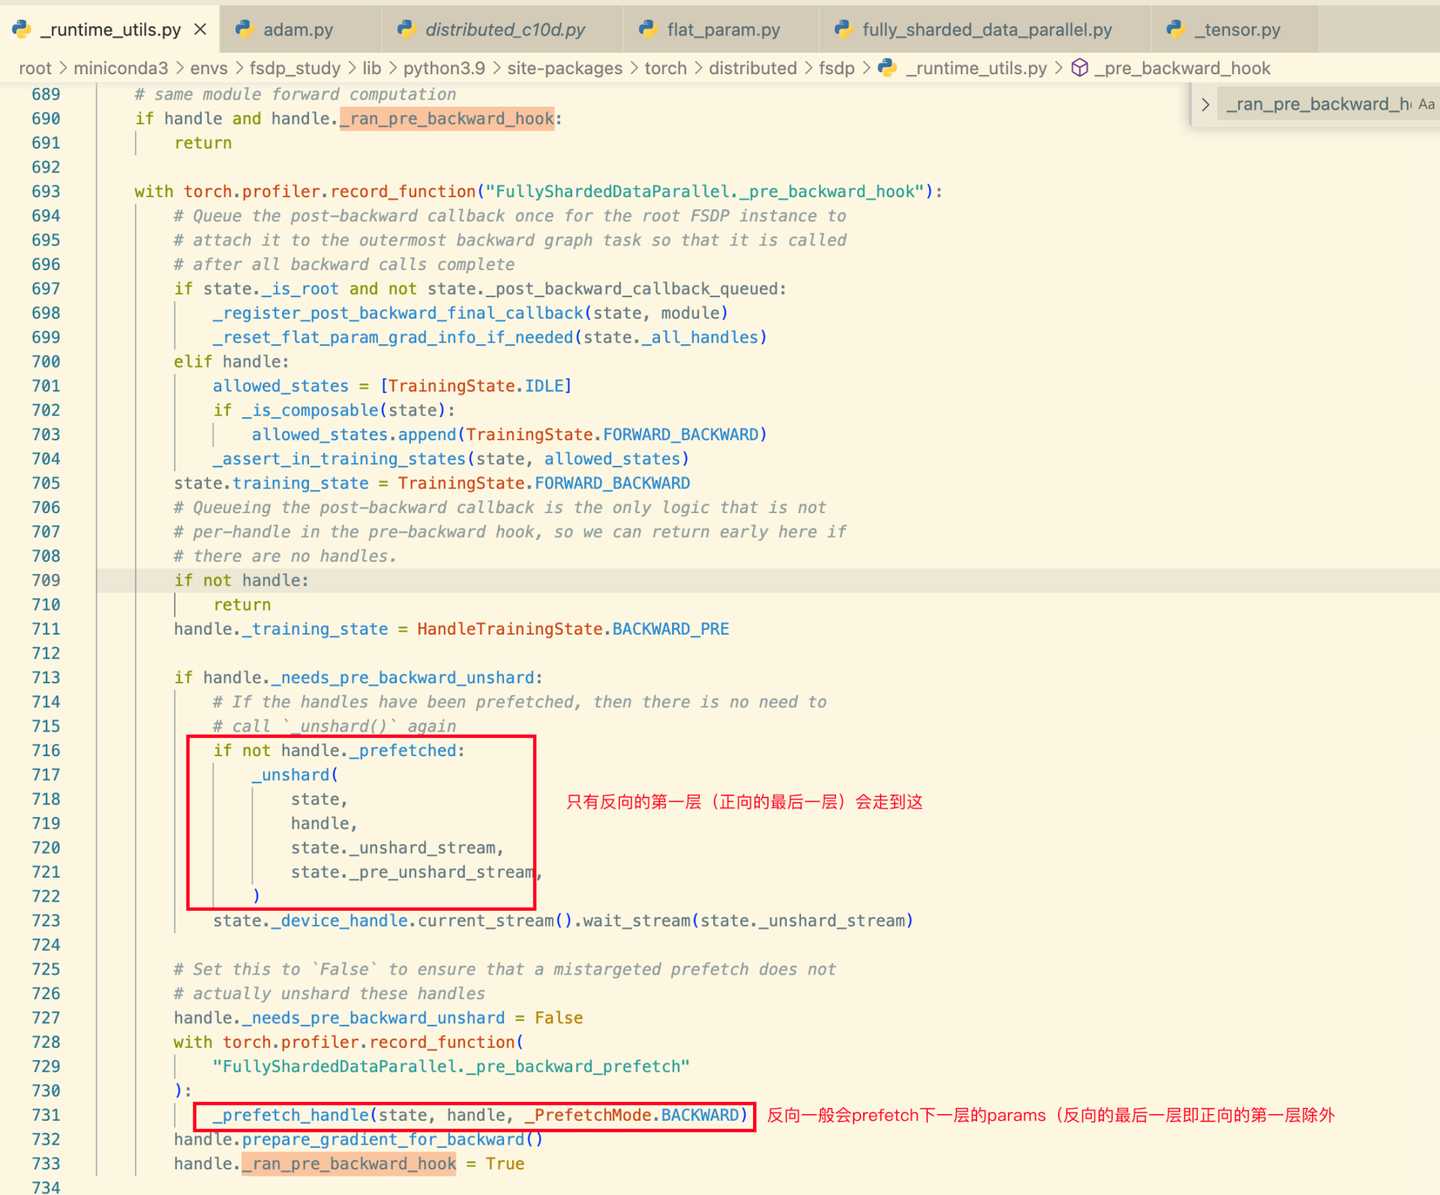 _runtime_utils.py
adam.py
distributed_c10d.py
flat_param.py
fully_sharded_data_parallel.py
_tensor.py
root > miniconda3 > envs > fsdp_study > lib > python3.9 > site-packages > torch > distributed > fsdp > _runtime_utils.py > _pre_backward_hook
_ran_pre_backward_h Aa
689 # same module forward computation
690 if handle and handle._ran_pre_backward_hook:
691 return
692
693 with torch.profiler.record_function("FullyShardedDataParallel._pre_backward_hook"):
694 # Queue the post-backward callback once for the root FSDP instance to
695 # attach it to the outermost backward graph task so that it is called
696 # after all backward calls complete
697 if state._is_root and not state._post_backward_callback_queued:
698 _register_post_backward_final_callback(state, module)
699 _reset_flat_param_grad_info_if_needed(state._all_handles)
700 elif handle:
701 allowed_states = [TrainingState.IDLE]
702 if _is_composable(state):
703 allowed_states.append(TrainingState.FORWARD_BACKWARD)
704 _assert_in_training_states(state, allowed_states)
705 state.training_state = TrainingState.FORWARD_BACKWARD
706 # Queueing the post-backward callback is the only logic that is not
707 # per-handle in the pre-backward hook, so we can return early here if
708 # there are no handles.
709 if not handle:
710 return
711 handle._training_state = HandleTrainingState.BACKWARD_PRE
712
713 if handle._needs_pre_backward_unshard:
714 # If the handles have been prefetched, then there is no need to
715 # call `_unshard()` again
716 if not handle._prefetched:
717 _unshard(
718 state, 只有反向的第一层（正向的最后一层）会走到这
719 handle,
720 state._unshard_stream,
721 state._pre_unshard_stream,
722 )
723 state._device_handle.current_stream().wait_stream(state._unshard_stream)
724
725 # Set this to `False` to ensure that a mistargeted prefetch does not
726 # actually unshard these handles
727 handle._needs_pre_backward_unshard = False
728 with torch.profiler.record_function(
729 "FullyShardedDataParallel._pre_backward_prefetch"
730 ):
731 _prefetch_handle(state, handle, _PrefetchMode.BACKWARD) 反向一般会prefetch下一层的params（反向的最后一层即正向的第一层除外
732 handle.prepare_gradient_for_backward()
733 handle._ran_pre_backward_hook = True
734